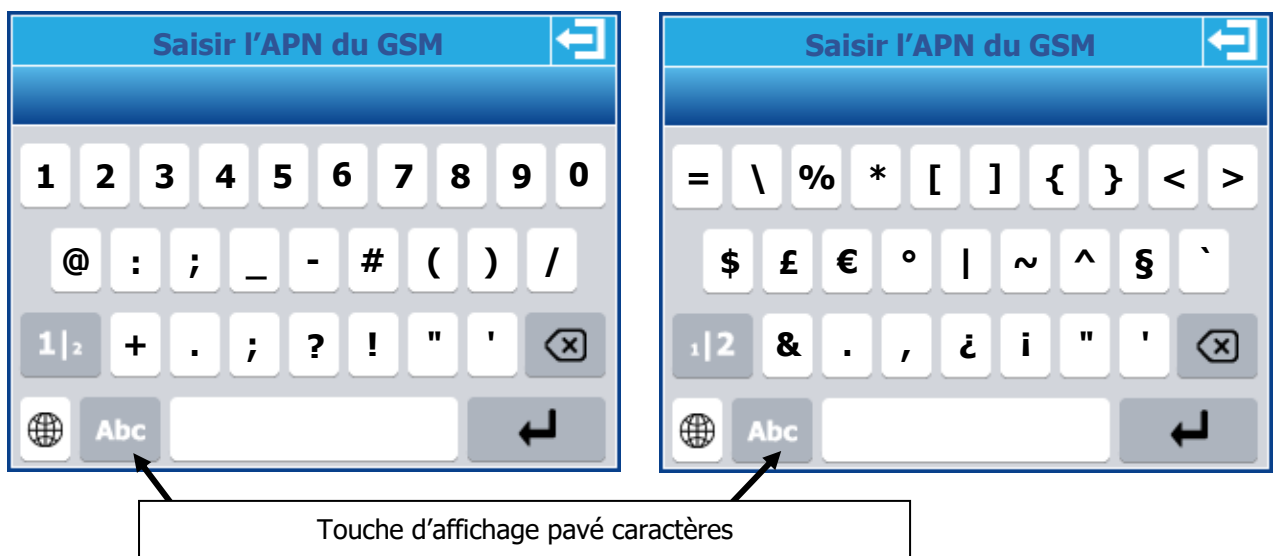 Saisir l’APN du GSM
1 2 3 4 5 6 7 8 9 0
@ : ; _ - # ( ) /
1|2 + . ; ? ! " '
Abc
Saisir l’APN du GSM
= \ % * [ ] { } < >
$ £ € ° | ~ ^ § `
1|2 & . , ¿ i " '
Abc
Touche d’affichage pavé caractères